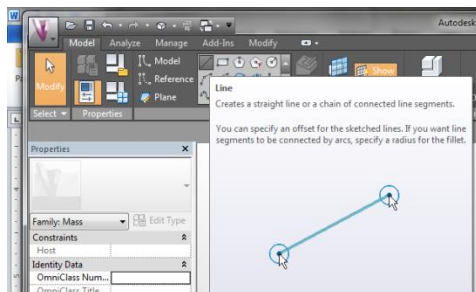 Autodesk
Model Analyze Manage Add-Ins Modify
Modify
Model
Reference
Plane
Show
Select Properties
Line
Creates a straight line or a chain of connected line segments.
You can specify an offset for the sketched lines. If you want line
segments to be connected by arcs, specify a radius for the fillet.
Properties
Family: Mass Edit Type
Constraints
Host
Identity Data
OmniClass Num...
OmniClass Title